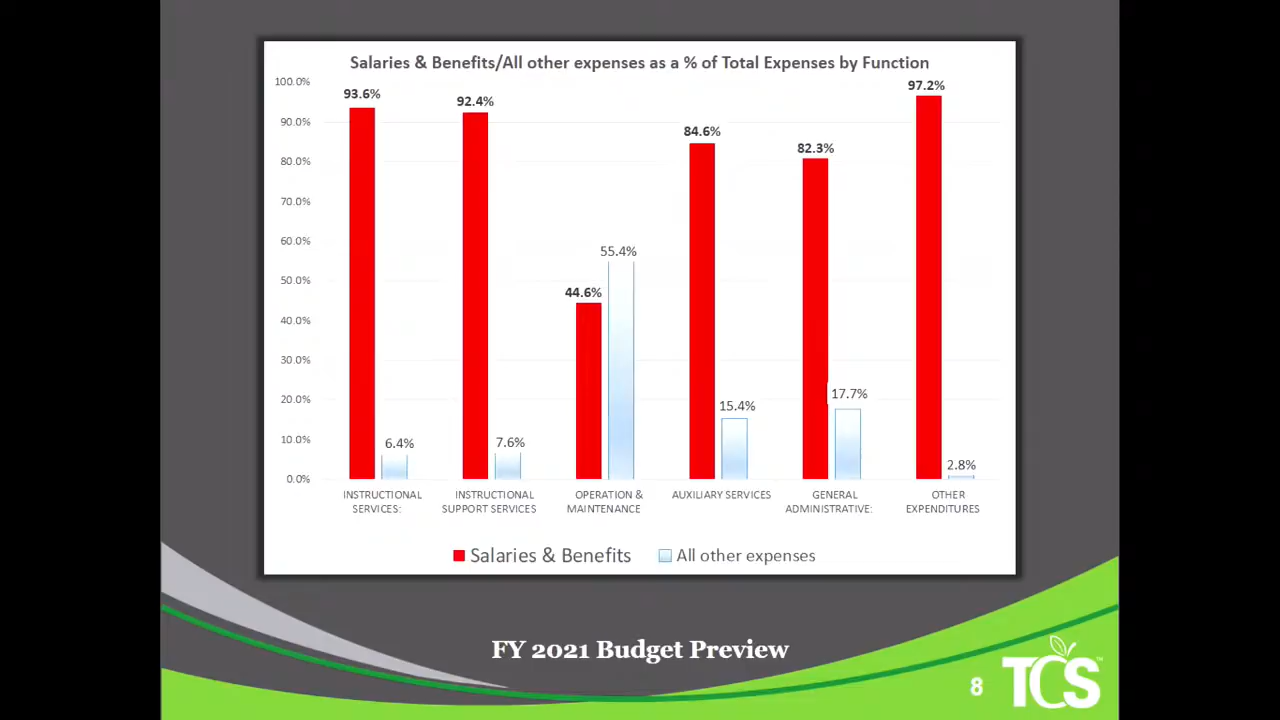 Salaries & Benefits/All other expenses as a % of Total Expenses by Function
100.0%
90.0%
80.0%
70.0%
60.0%
50.0%
40.0%
30.0%
20.0%
10.0%
0.0%
93.6%
6.4%
92.4%
7.6%
44.6%
55.4%
84.6%
15.4%
82.3%
17.7%
97.2%
2.8%
INSTRUCTIONAL
SERVICES:
INSTRUCTIONAL
SUPPORT SERVICES
OPERATION &
MAINTENANCE
AUXILIARY SERVICES
GENERAL
ADMINISTRATIVE:
OTHER
EXPENDITURES
Salaries & Benefits
All other expenses
FY 2021 Budget Preview
8
TCS